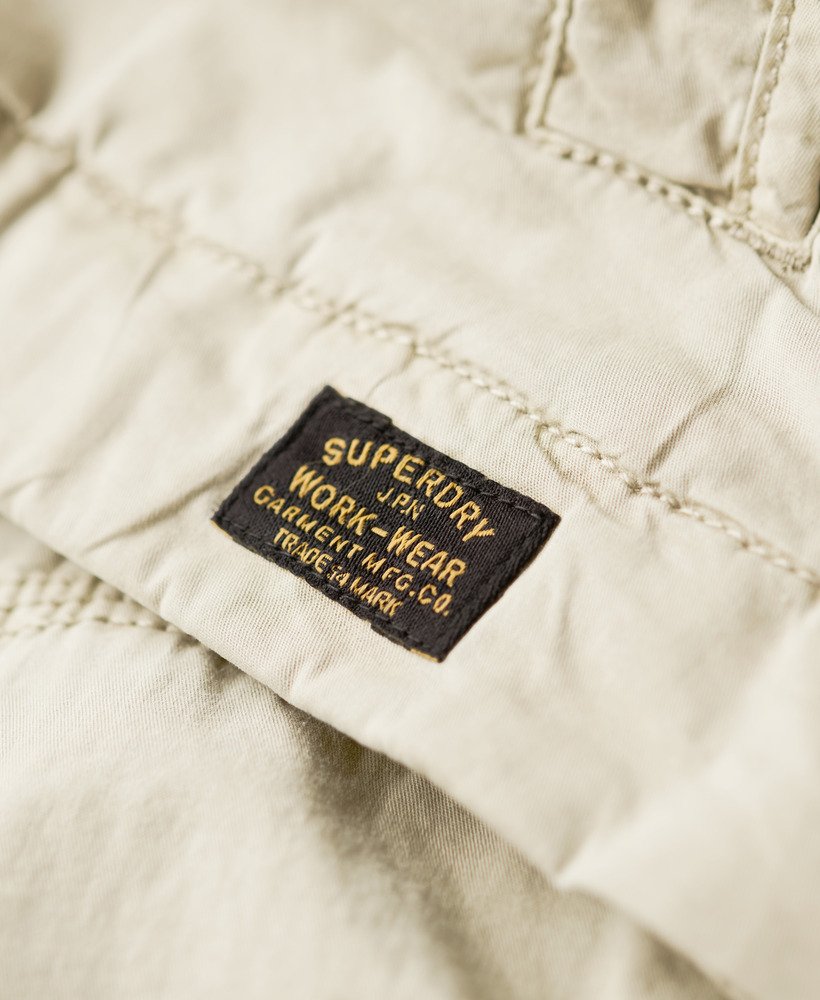 SUPERDRY
JPN
WORK-WEAR
GARMENT MFG.CO.
TRADE MARK